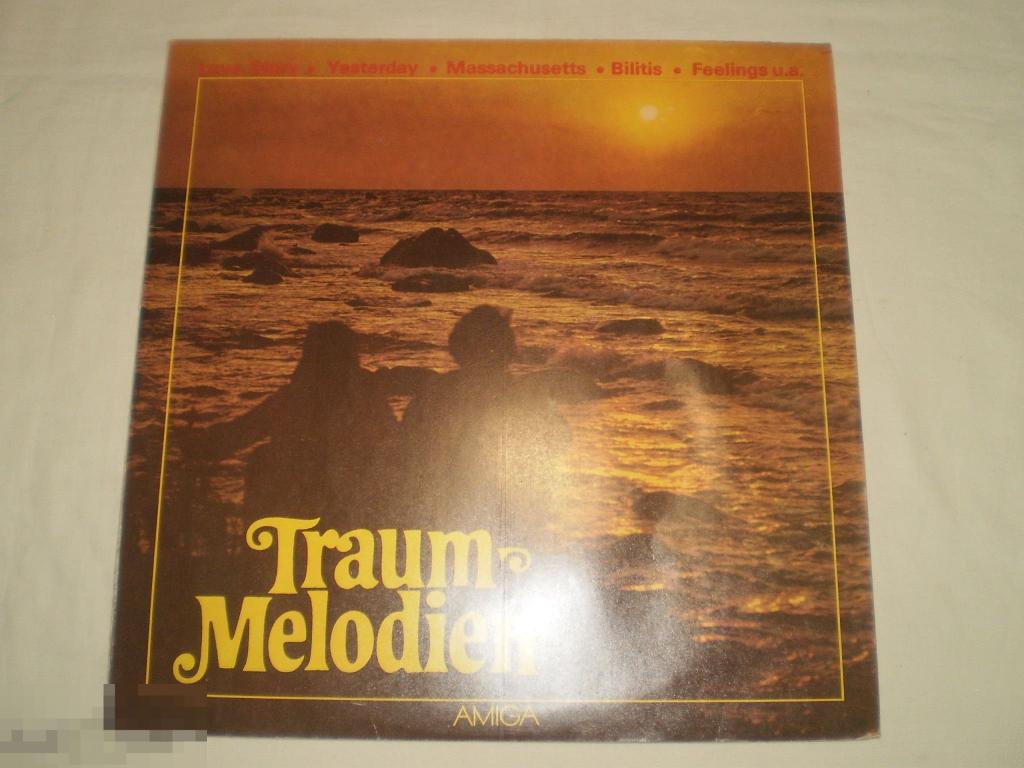 Love Story • Yesterday • Massachusetts • Bilitis • Feelings u.a.
Traum
Melodien
AMIGA